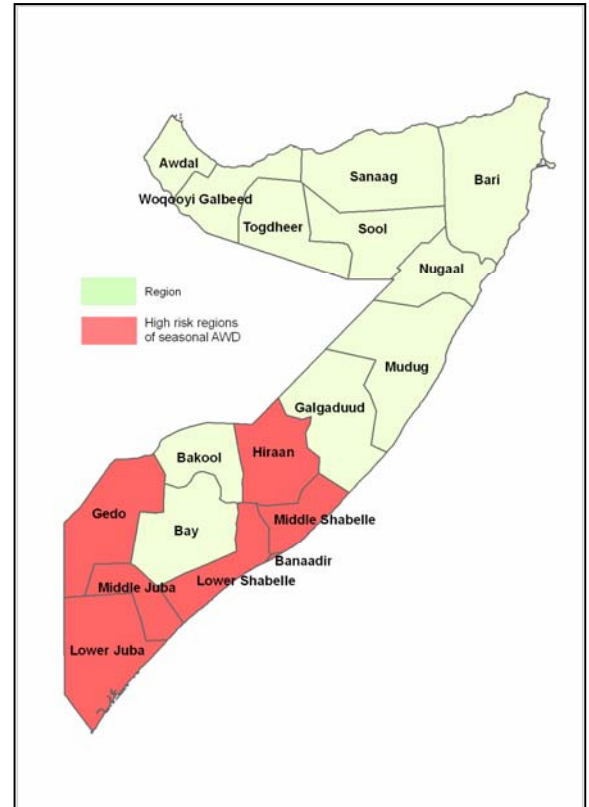 Awdal
Sanaag
Bari
Woqooyi Galbeed
Togdheer
Sool
Nugaal
Region
High risk regions
of seasonal AWD
Mudug
Galgaduud
Hiraan
Bakool
Gedo
Middle Shabelle
Bay
Banaadir
Lower Shabelle
Middle Juba
Lower Juba